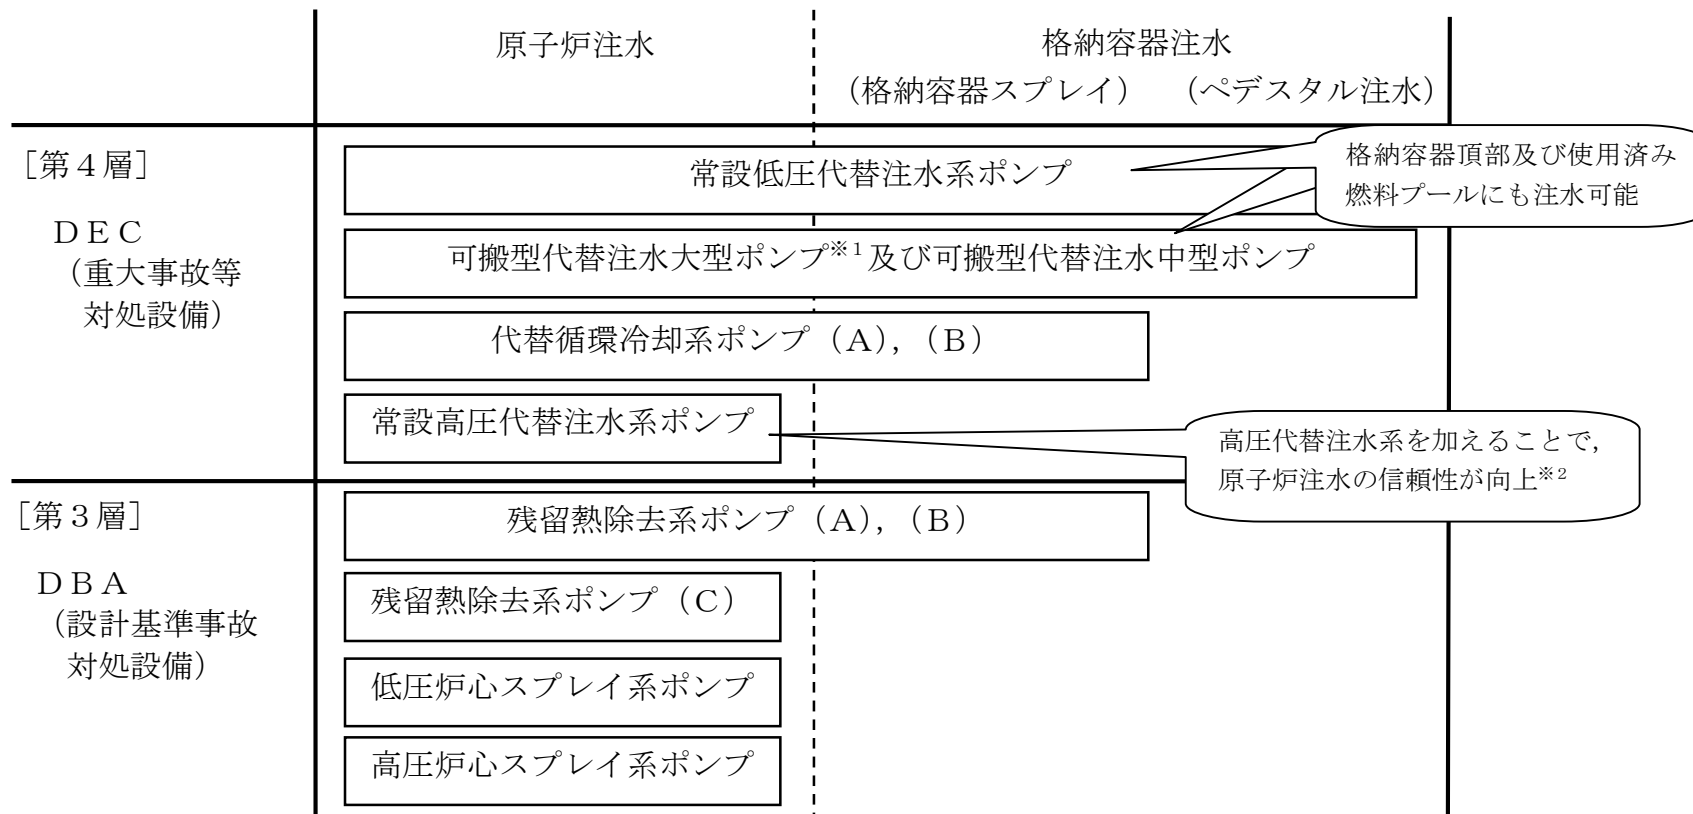 原子炉注水
格納容器注水
（格納容器スプレイ）　（ペデスタル注水）
［第４層］
ＤＥＣ
（重大事故等
対処設備）
常設低圧代替注水系ポンプ
格納容器頂部及び使用済み
燃料プールにも注水可能
可搬型代替注水大型ポンプ※１及び可搬型代替注水中型ポンプ
代替循環冷却系ポンプ（Ａ），（Ｂ）
常設高圧代替注水系ポンプ
高圧代替注水系を加えることで，
原子炉注水の信頼性が向上※２
［第３層］
ＤＢＡ
（設計基準事故
対処設備）
残留熱除去系ポンプ（Ａ），（Ｂ）
残留熱除去系ポンプ（Ｃ）
低圧炉心スプレイ系ポンプ
高圧炉心スプレイ系ポンプ